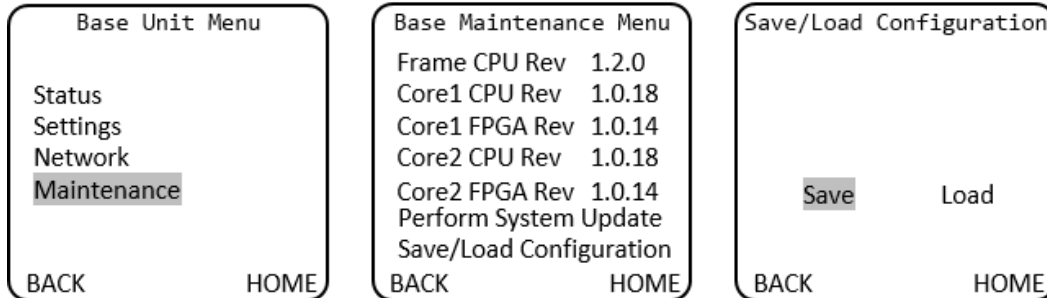 Base Unit Menu
Status
Settings
Network
Maintenance
BACK HOME
Base Maintenance Menu
Frame CPU Rev 1.2.0
Core1 CPU Rev 1.0.18
Core1 FPGA Rev 1.0.14
Core2 CPU Rev 1.0.18
Core2 FPGA Rev 1.0.14
Perform System Update
Save/Load Configuration
BACK HOME
Save/Load Configuration
Save Load
BACK HOME